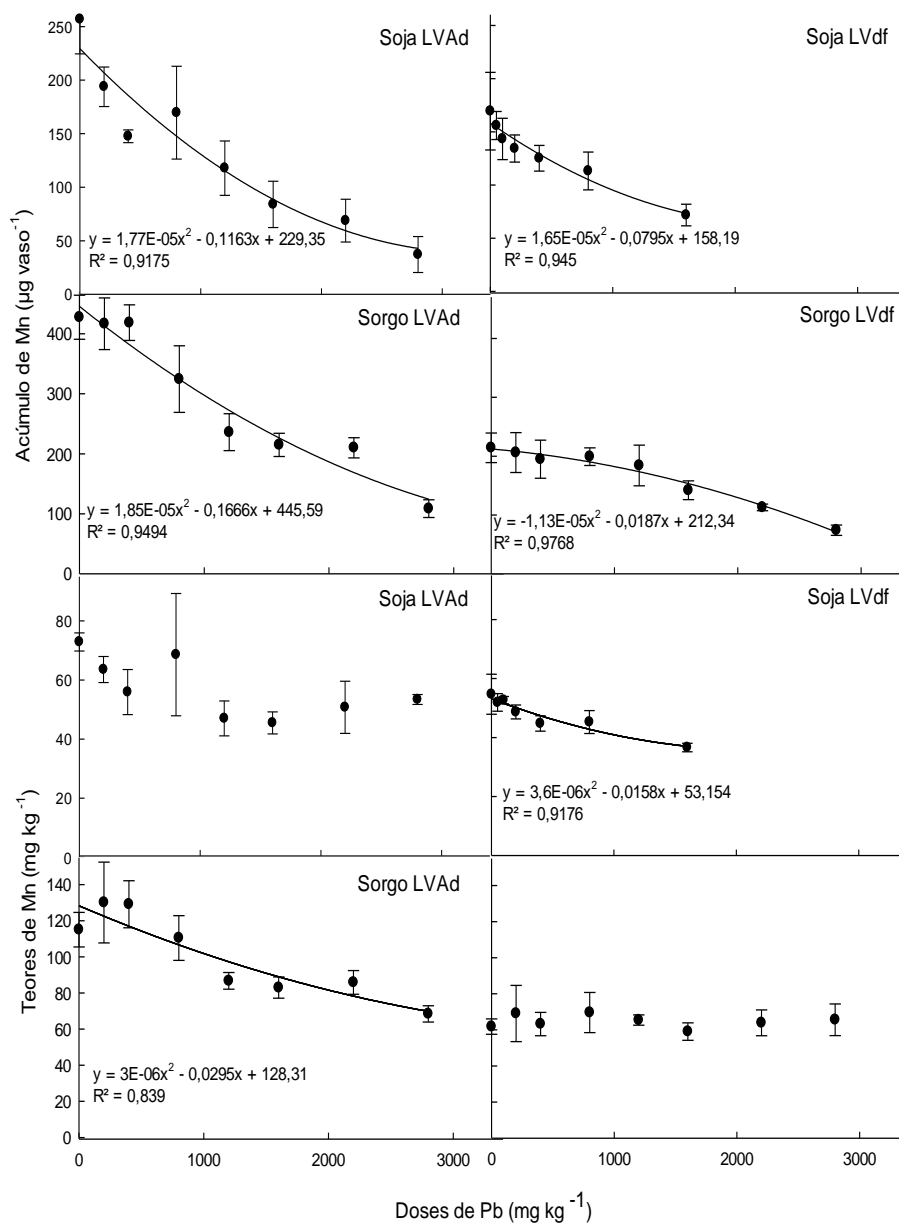 Soja LVAd
Soja LVdf
250
200
150
100
50
0
y = 1,77E-05x² - 0,1163x + 229,35
R² = 0,9175
y = 1,65E-05x² - 0,0795x + 158,19
R² = 0,945
Acúmulo de Mn (µg vaso⁻¹)
Sorgo LVAd
Sorgo LVdf
400
300
200
100
0
y = 1,85E-05x² - 0,1666x + 445,59
R² = 0,9494
y = -1,13E-05x² - 0,0187x + 212,34
R² = 0,9768
Soja LVAd
Soja LVdf
80
60
40
20
0
y = 3,6E-06x² - 0,0158x + 53,154
R² = 0,9176
Teores de Mn (mg kg⁻¹)
Sorgo LVAd
140
120
100
80
60
40
20
0
y = 3E-06x² - 0,0295x + 128,31
R² = 0,839
0 1000 2000 3000 0 1000 2000 3000
Doses de Pb (mg kg⁻¹)